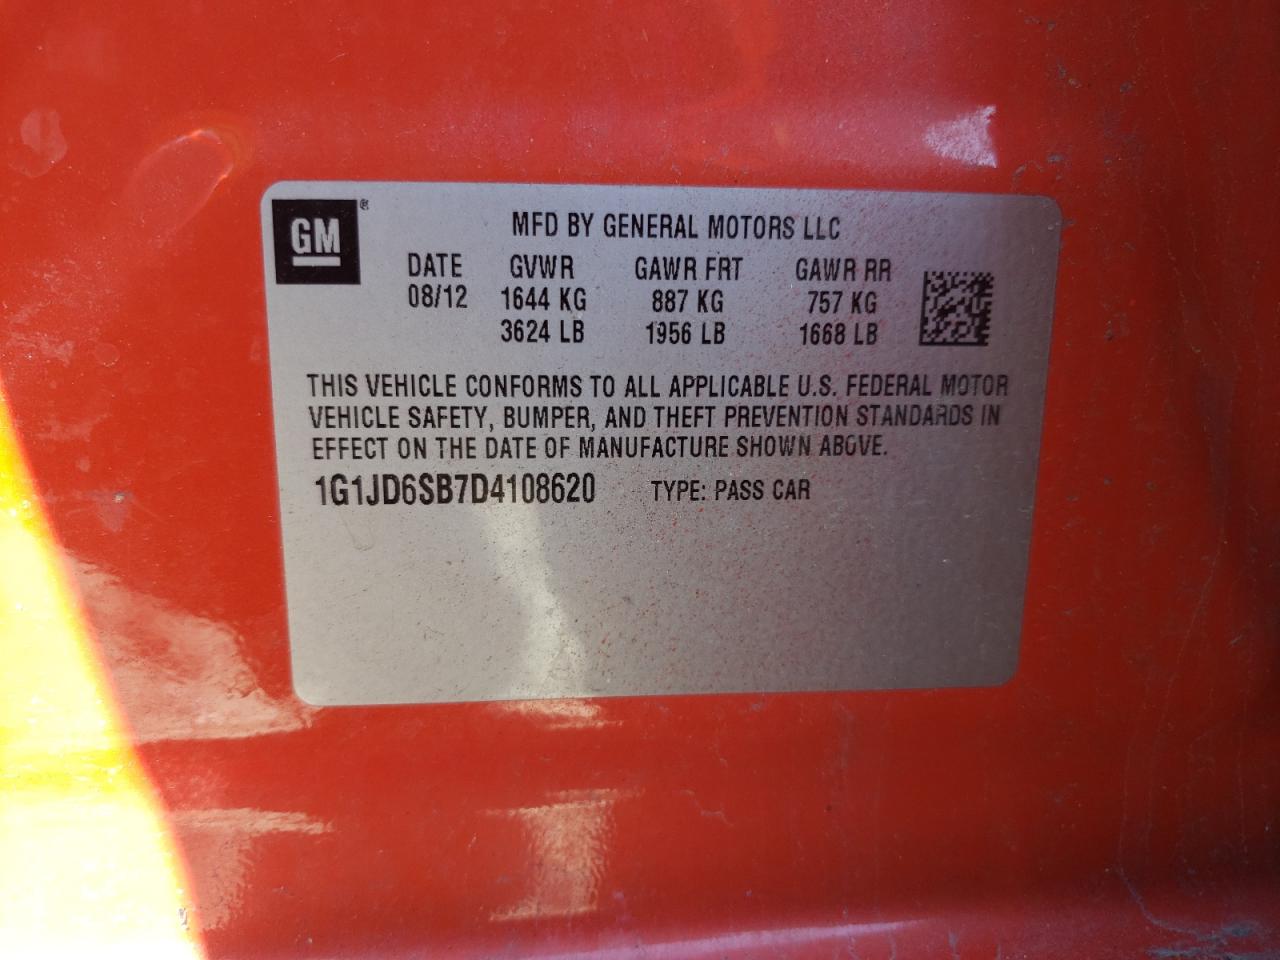 GM ®
MFD BY GENERAL MOTORS LLC
DATE GVWR GAWR FRT GAWR RR
08/12 1644 KG 887 KG 757 KG
3624 LB 1956 LB 1668 LB
THIS VEHICLE CONFORMS TO ALL APPLICABLE U.S. FEDERAL MOTOR
VEHICLE SAFETY, BUMPER, AND THEFT PREVENTION STANDARDS IN
EFFECT ON THE DATE OF MANUFACTURE SHOWN ABOVE.
1G1JD6SB7D4108620 TYPE: PASS CAR